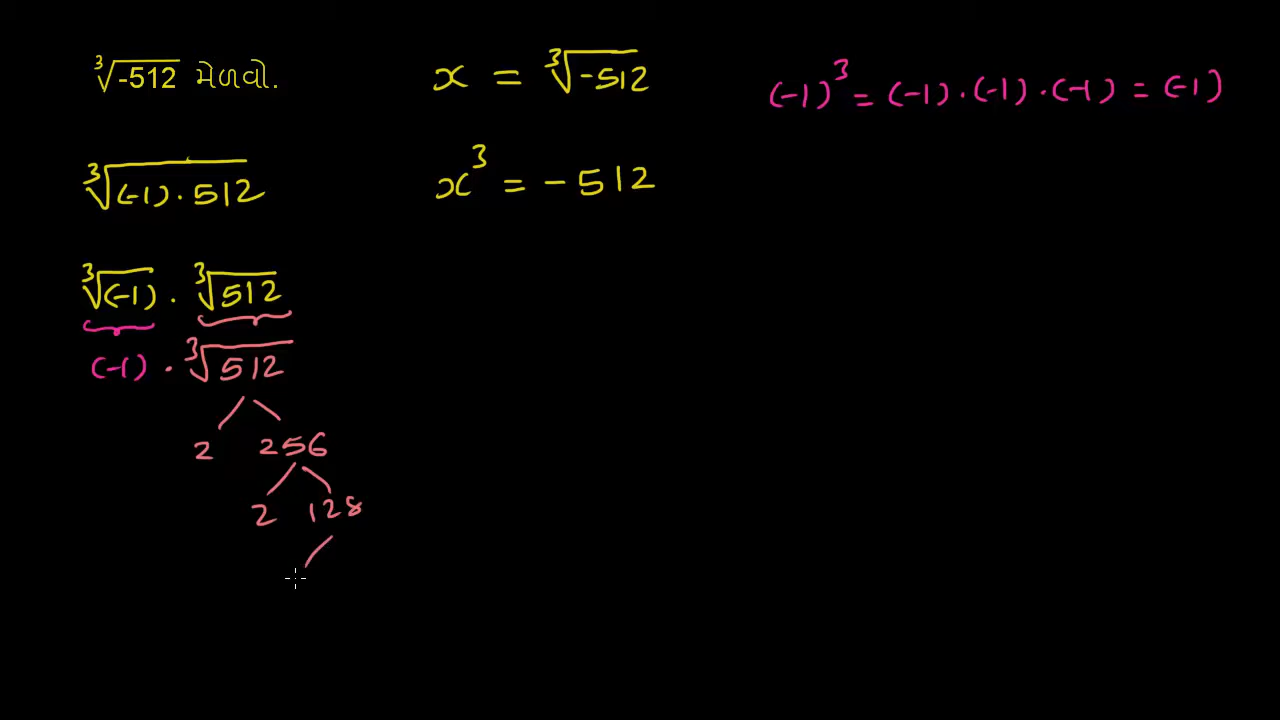 ∛-512 મેળવો.
x = ∛-512
(-1)³ = (-1) · (-1) · (-1) = (-1)
∛(-1) · 512
x³ = -512
∛(-1) · ∛512
(-1) · ∛512
2 256
2 128